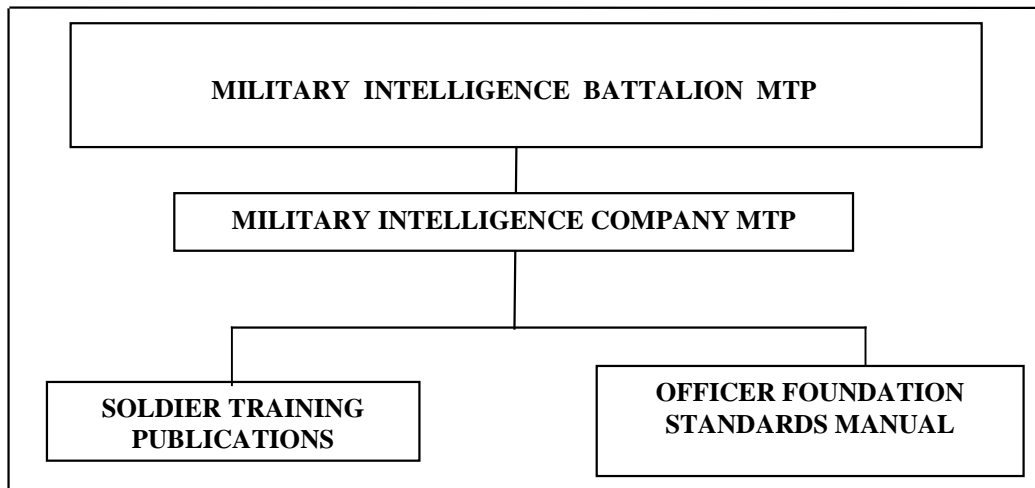 MILITARY INTELLIGENCE BATTALION MTP
MILITARY INTELLIGENCE COMPANY MTP
SOLDIER TRAINING
PUBLICATIONS
OFFICER FOUNDATION
STANDARDS MANUAL